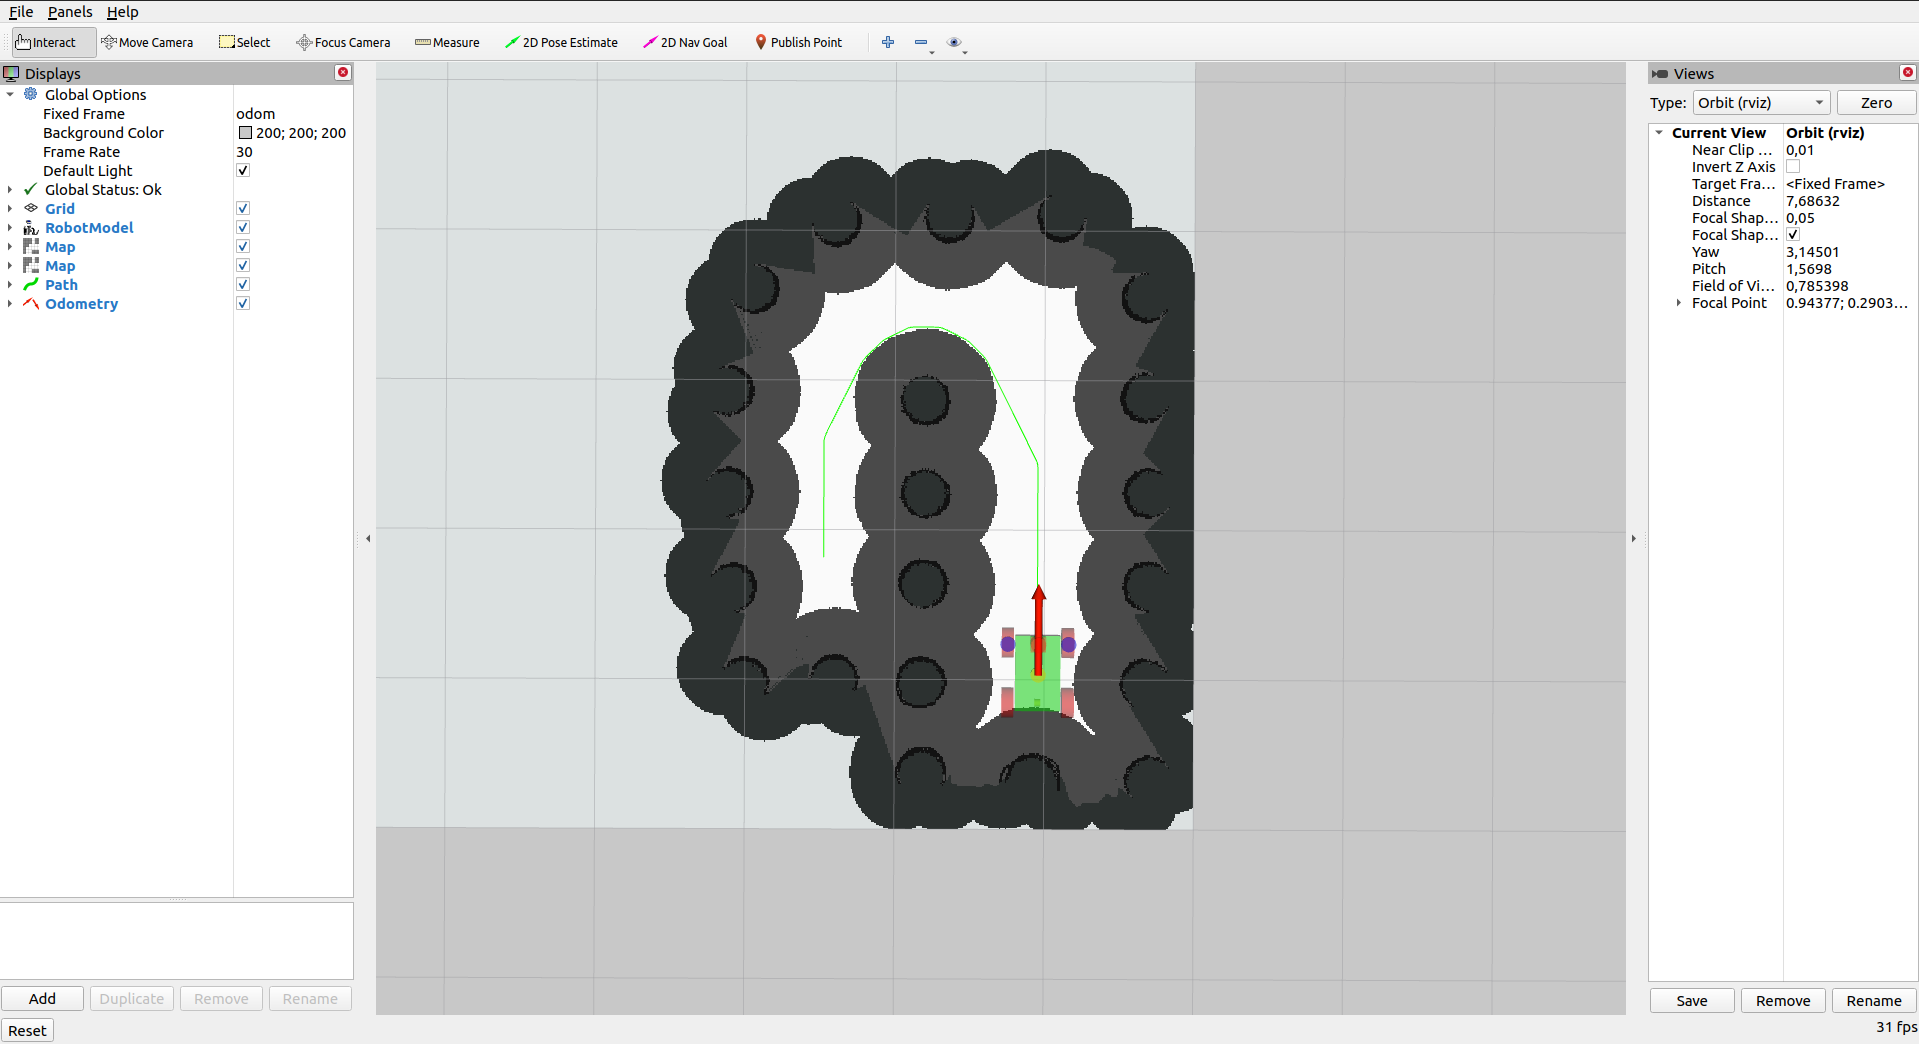 File Panels Help
Interact Move Camera Select Focus Camera Measure 2D Pose Estimate 2D Nav Goal Publish Point
Displays
Global Options
Fixed Frame odom
Background Color 200; 200; 200
Frame Rate 30
Default Light
Global Status: Ok
Grid
RobotModel
Map
Map
Path
Odometry
Add Duplicate Remove Rename
Reset
Views
Type: Orbit (rviz) Zero
Current View Orbit (rviz)
Near Clip ... 0,01
Invert Z Axis
Target Fra... <Fixed Frame>
Distance 7,68632
Focal Shap... 0,05
Focal Shap...
Yaw 3,14501
Pitch 1,5698
Field of Vi... 0,785398
Focal Point 0.94377; 0.2903...
Save Remove Rename
31 fps